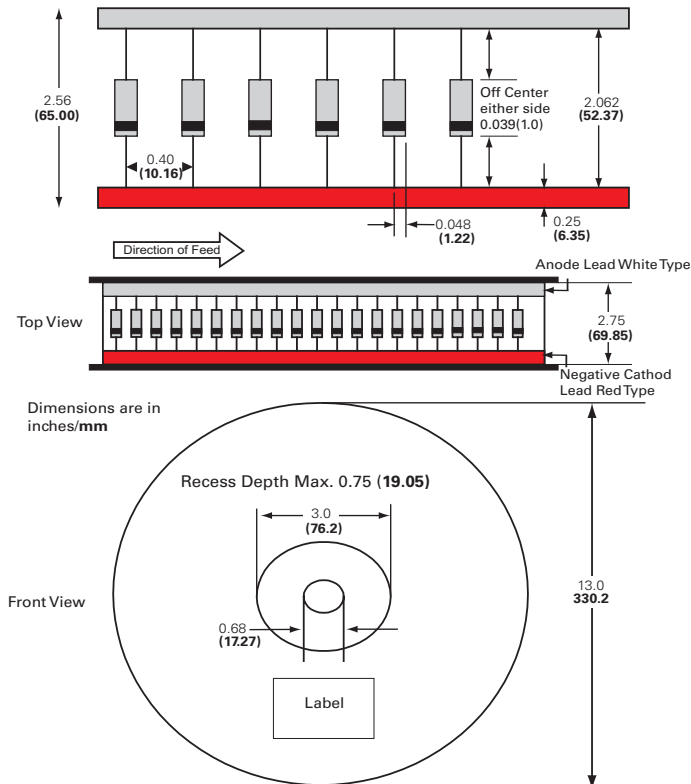 2.56
(65.00)
Off Center
either side
0.039(1.0)
2.062
(52.37)
0.40
(10.16)
0.048
(1.22)
0.25
(6.35)
Direction of Feed
Anode Lead White Type
Top View
2.75
(69.85)
Negative Cathod
Lead Red Type
Dimensions are in
inches/mm
Recess Depth Max. 0.75 (19.05)
3.0
(76.2)
13.0
330.2
Front View
0.68
(17.27)
Label